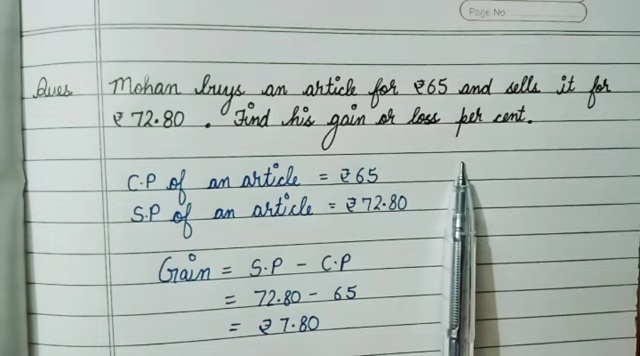 Page No.
Ques Mohan buys an article for ₹65 and sells it for
₹ 72.80 . Find his gain or loss per cent.
C.P of an article = ₹65
S.P of an article = ₹72.80
Gain = S.P - C.P
= 72.80 - 65
= ₹7.80